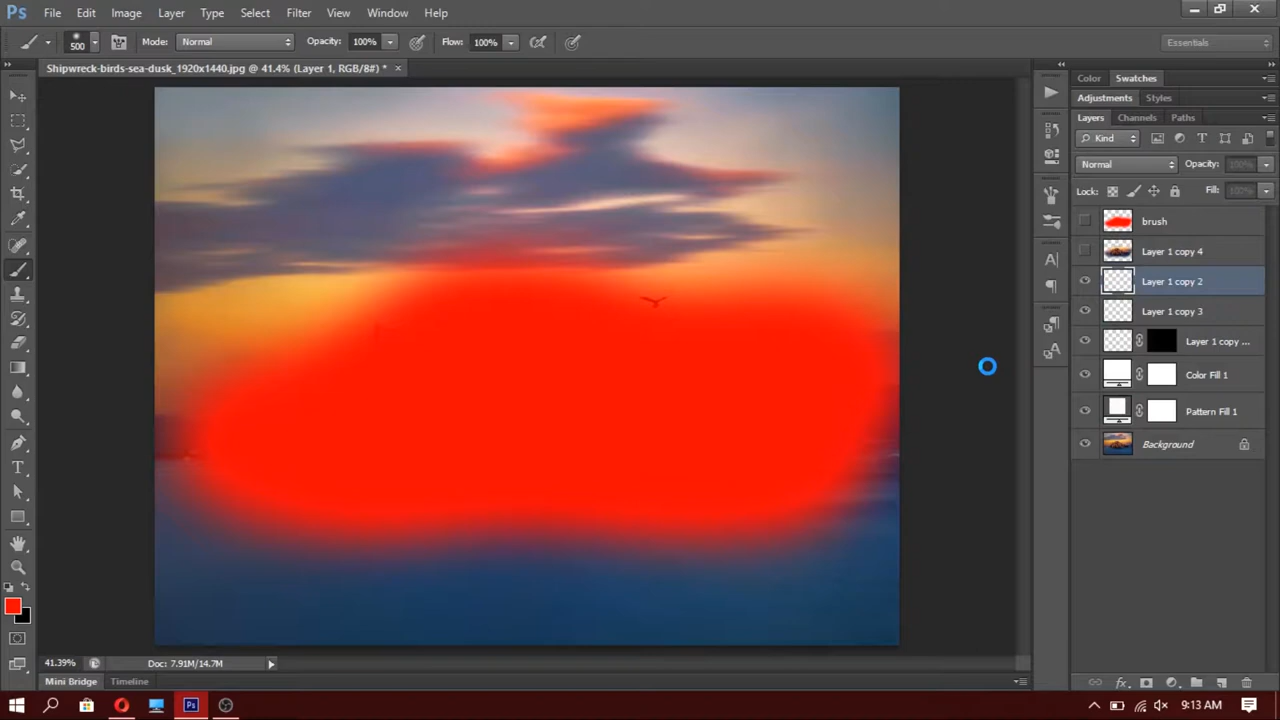 Ps File Edit Image Layer Type Select Filter View Window Help
500 Mode: Normal Opacity: 100% Flow: 100% Essentials
Shipwreck-birds-sea-dusk_1920x1440.jpg @ 41.4% (Layer 1, RGB/8#) * ×
Color Swatches
Adjustments Styles
Layers Channels Paths
Kind
Normal Opacity: 100%
Lock: Fill: 100%
brush
Layer 1 copy 4
Layer 1 copy 2
Layer 1 copy 3
Layer 1 copy ...
Color Fill 1
Pattern Fill 1
Background
41.39% Doc: 7.91M/14.7M
Mini Bridge Timeline
fx
Ps 9:13 AM